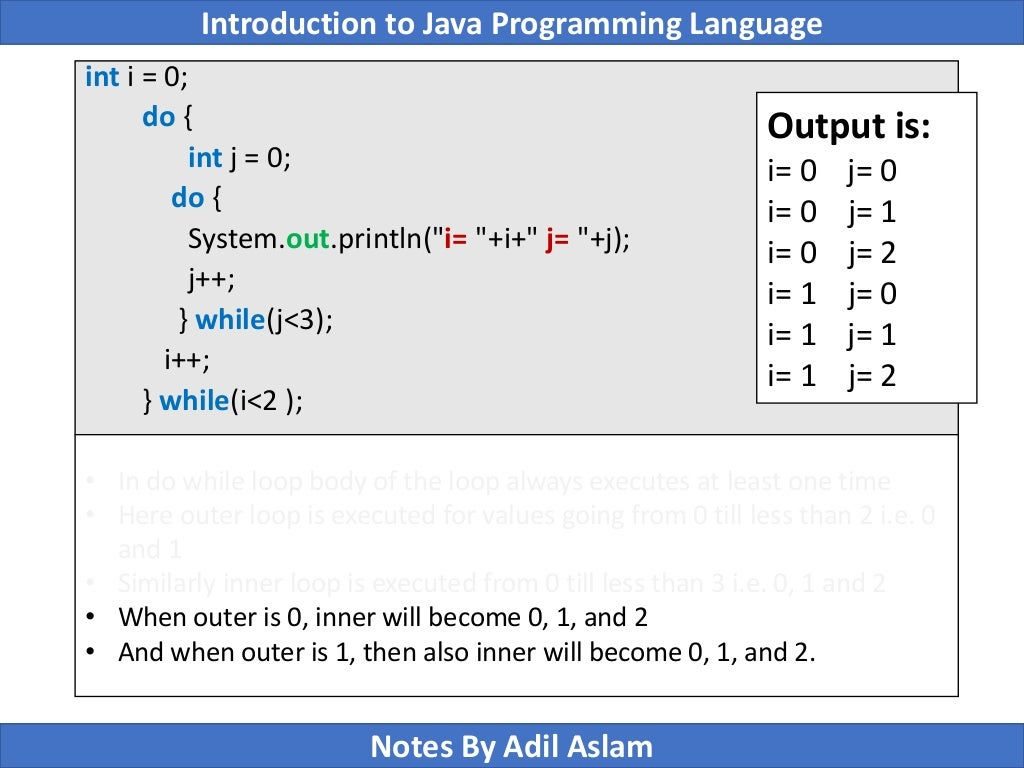 Introduction to Java Programming Language
int i = 0;
do {
int j = 0;
do {
System.out.println("i= "+i+" j= "+j);
j++;
} while(j<3);
i++;
} while(i<2 );
Output is:
i= 0 j= 0
i= 0 j= 1
i= 0 j= 2
i= 1 j= 0
i= 1 j= 1
i= 1 j= 2
• In do while loop body of the loop always executes at least one time
• Here outer loop is executed for values going from 0 till less than 2 i.e. 0
and 1
• Similarly inner loop is executed from 0 till less than 3 i.e. 0, 1 and 2
• When outer is 0, inner will become 0, 1, and 2
• And when outer is 1, then also inner will become 0, 1, and 2.
Notes By Adil Aslam